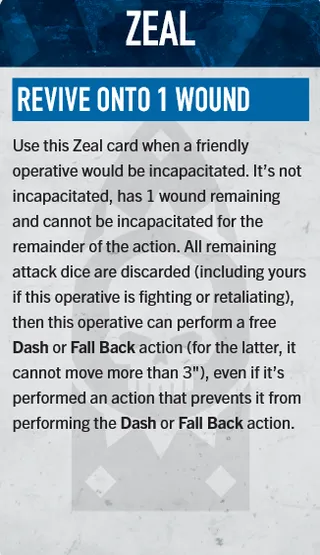 ZEAL
REVIVE ONTO 1 WOUND
Use this Zeal card when a friendly
operative would be incapacitated. It’s not
incapacitated, has 1 wound remaining
and cannot be incapacitated for the
remainder of the action. All remaining
attack dice are discarded (including yours
if this operative is fighting or retaliating),
then this operative can perform a free
Dash or Fall Back action (for the latter, it
cannot move more than 3"), even if it’s
performed an action that prevents it from
performing the Dash or Fall Back action.